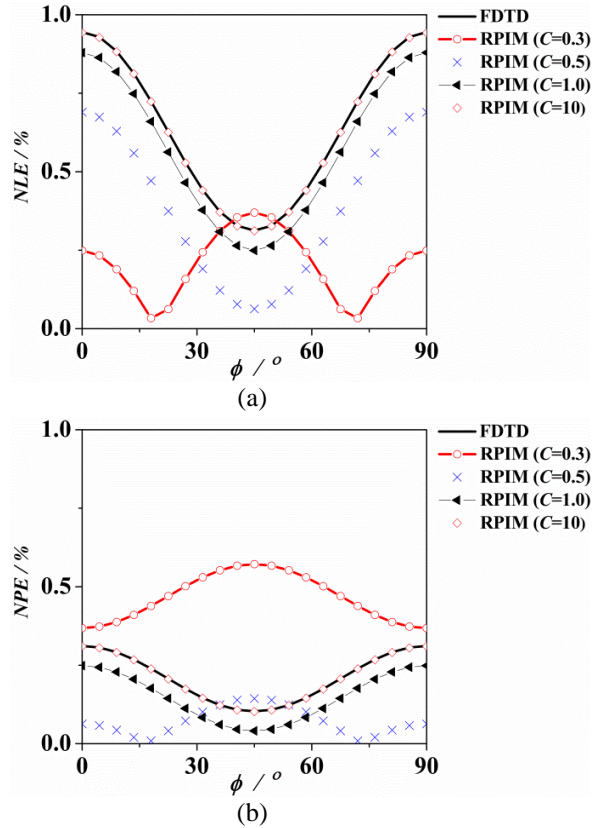 1.0
0.5
0.0
NLE / %
0
30
60
90
ϕ / °
FDTD
RPIM (C=0.3)
RPIM (C=0.5)
RPIM (C=1.0)
RPIM (C=10)
(a)
1.0
0.5
0.0
NPE / %
0
30
60
90
ϕ / °
FDTD
RPIM (C=0.3)
RPIM (C=0.5)
RPIM (C=1.0)
RPIM (C=10)
(b)